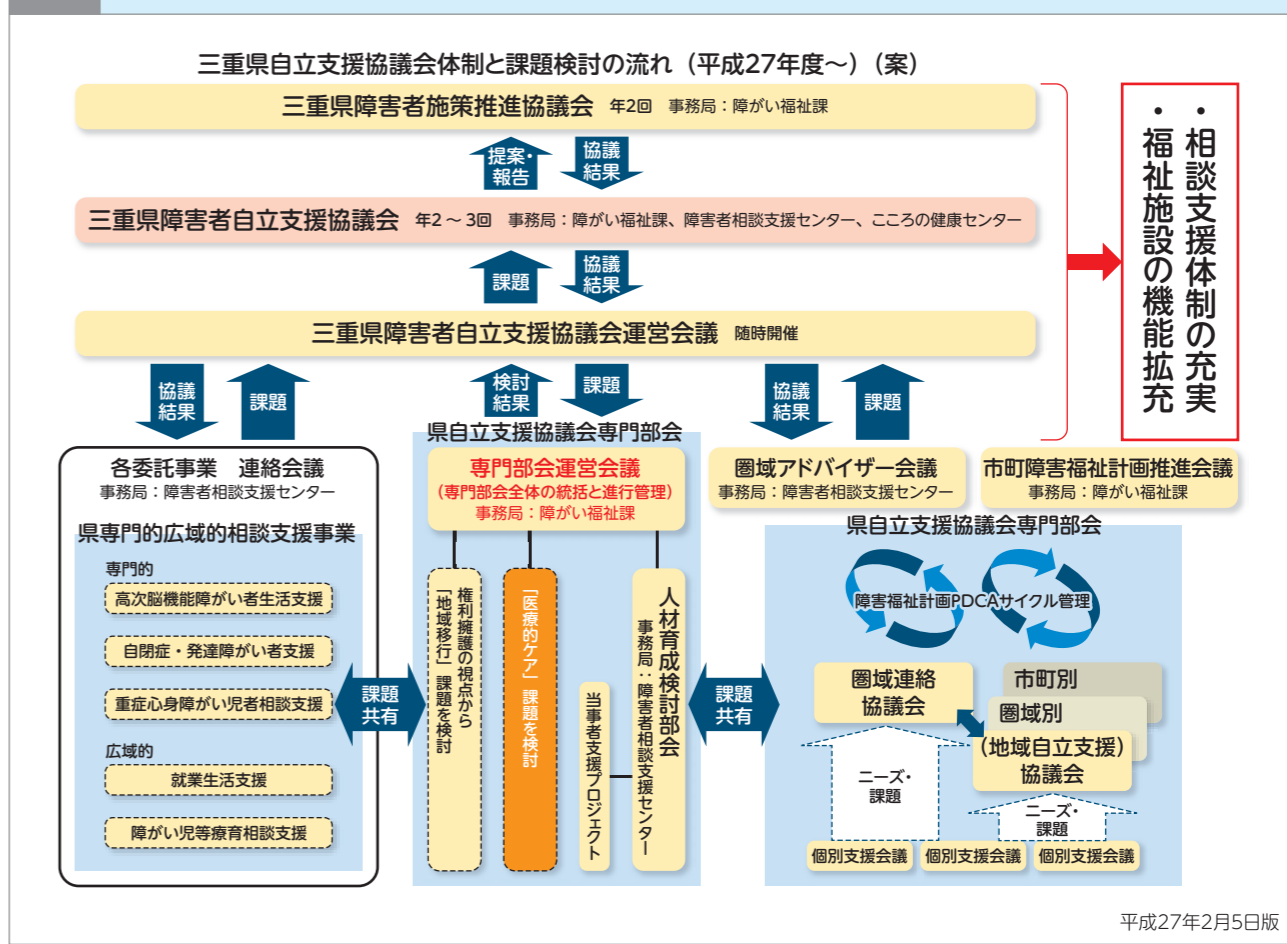 三重県自立支援協議会体制と課題検討の流れ（平成27年度～）（案）
三重県障害者施策推進協議会 年2回 事務局：障がい福祉課
提案・
報告
協議
結果
三重県障害者自立支援協議会 年2～3回 事務局：障がい福祉課、障害者相談支援センター、こころの健康センター
課題
協議
結果
三重県障害者自立支援協議会運営会議 随時開催
・相談支援体制の充実
・福祉施設の機能拡充
協議
結果
課題
検討
結果
課題
協議
結果
課題
各委託事業 連絡会議
事務局：障害者相談支援センター
県専門的広域的相談支援事業
専門的
高次脳機能障がい者生活支援
自閉症・発達障がい者支援
重症心身障がい児者相談支援
広域的
就業生活支援
障がい児等療育相談支援
課題
共有
県自立支援協議会専門部会
専門部会運営会議
（専門部会全体の統括と進行管理）
事務局：障がい福祉課
権利擁護の視点から
「地域移行」課題を検討
「医療的ケア」課題を検討
当事者支援プロジェクト
人材育成検討部会
事務局：障害者相談支援センター
課題
共有
圏域アドバイザー会議
事務局：障害者相談支援センター
市町障害福祉計画推進会議
事務局：障がい福祉課
県自立支援協議会専門部会
障害福祉計画PDCAサイクル管理
圏域連絡
協議会
市町別
圏域別
（地域自立支援）
協議会
ニーズ・
課題
ニーズ・
課題
個別支援会議
個別支援会議
個別支援会議
平成27年2月5日版